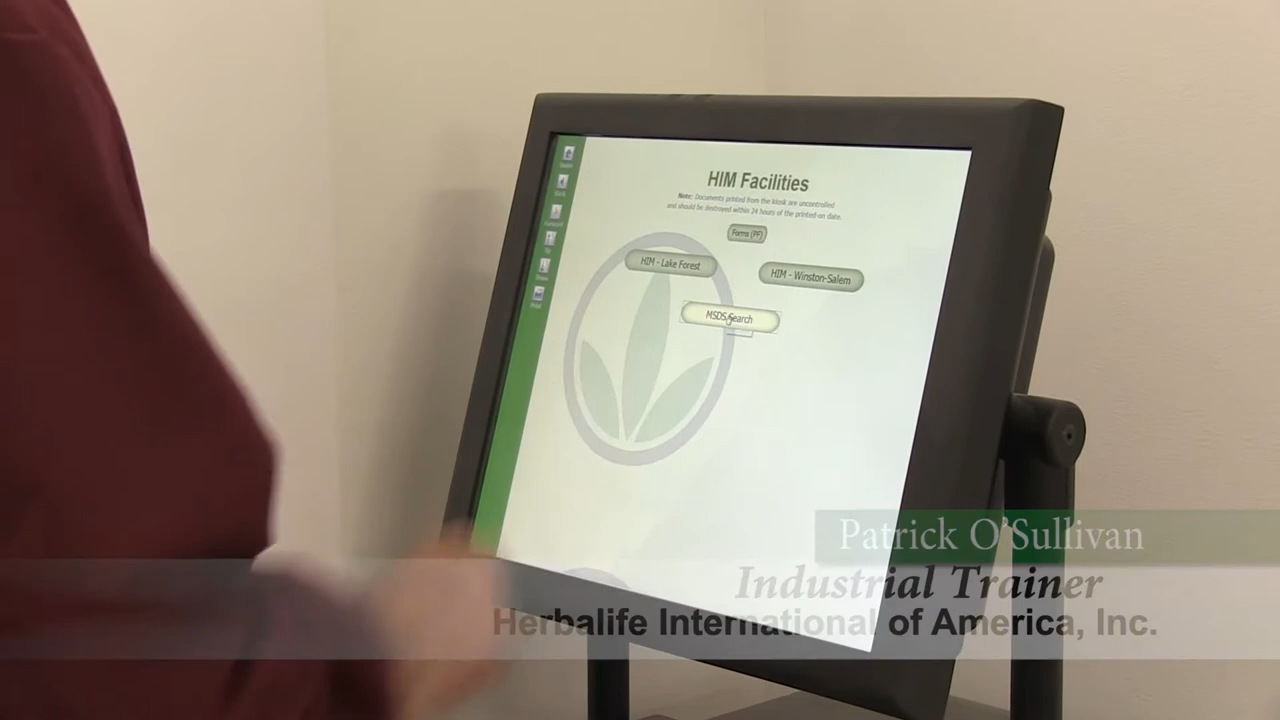 HIM Facilities
Note: Documents printed from the kiosk are uncontrolled
and should be destroyed within 24 hours of the printed-on date.
Forms (PF)
HIM - Lake Forest
HIM - Winston-Salem
MSDS Search
Patrick O'Sullivan
Industrial Trainer
Herbalife International of America, Inc.